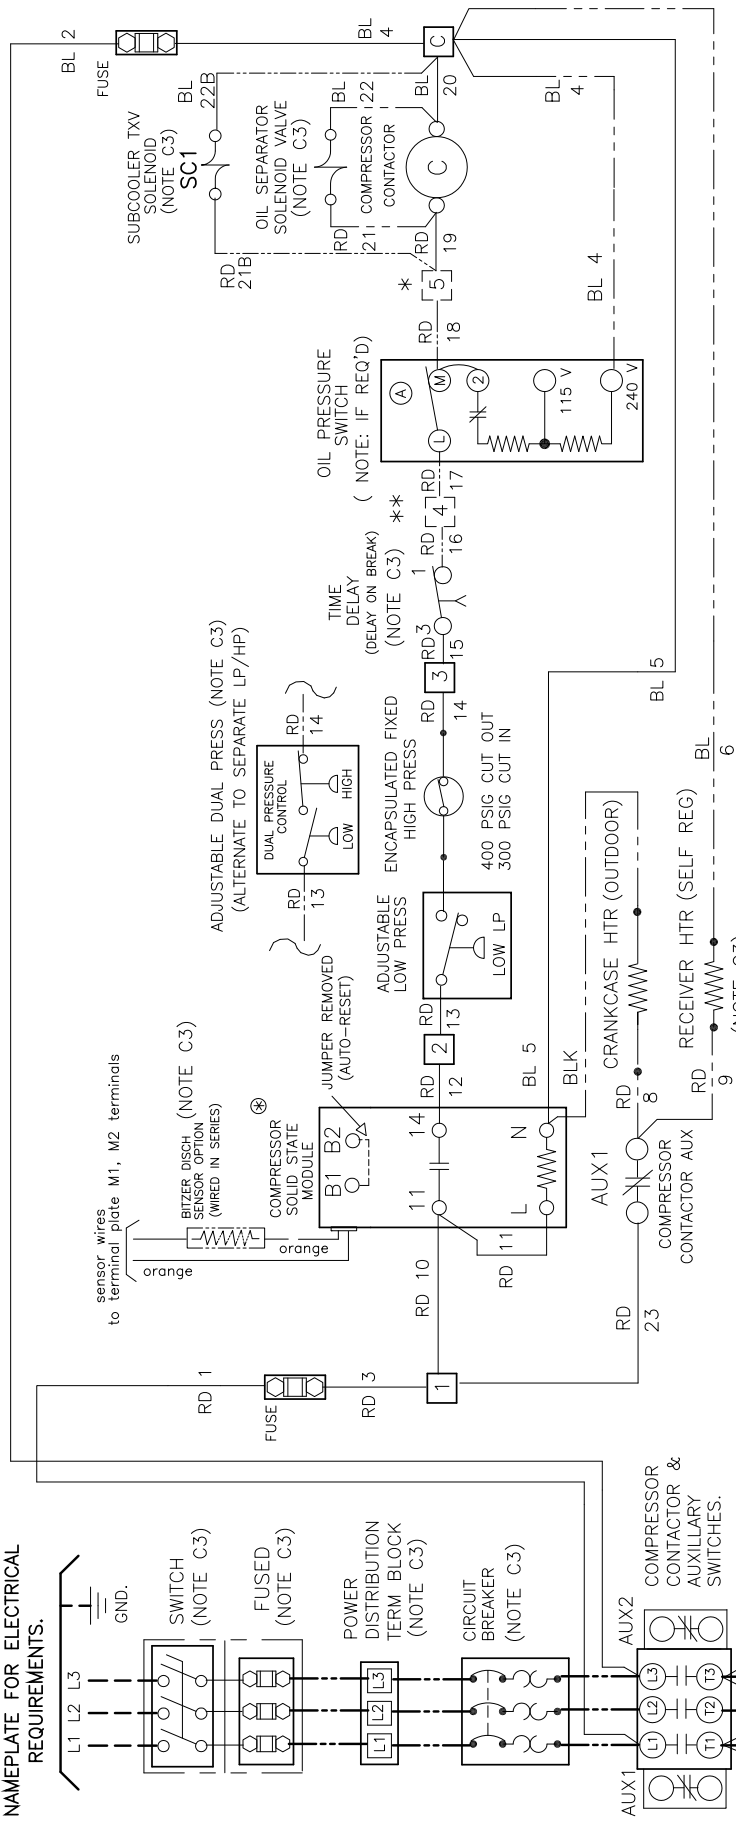 NAMEPLATE FOR ELECTRICAL
REQUIREMENTS.
L1 L2 L3
GND.
SWITCH
(NOTE C3)
FUSED
(NOTE C3)
L1 L2 L3
POWER
DISTRIBUTION
TERM BLOCK
(NOTE C3)
CIRCUIT
BREAKER
(NOTE C3)
AUX1
L1 L2 L3
T1 T2 T3
AUX2
COMPRESSOR
CONTACTOR &
AUXILLARY
SWITCHES.
RD 1
FUSE
RD 3
1
RD 10
RD 11
RD
23
sensor wires
to terminal plate M1, M2 terminals
orange
orange
BITZER DISCH
SENSOR OPTION
(WIRED IN SERIES)
(NOTE C3)
*
COMPRESSOR
SOLID STATE
MODULE
B1 B2
JUMPER REMOVED
(AUTO-RESET)
11 14
L N
AUX1
COMPRESSOR
CONTACTOR AUX
RD
12
2
RD
13
BL 5
BLK
RD
8
CRANKCASE HTR (OUTDOOR)
RD
9
RECEIVER HTR (SELF REG)
(NOTE C3)
BL
6
ADJUSTABLE
LOW PRESS
LOW LP
ADJUSTABLE DUAL PRESS (NOTE C3)
(ALTERNATE TO SEPARATE LP/HP)
RD
13
DUAL PRESSURE
CONTROL
LOW HIGH
RD
14
ENCAPSULATED FIXED
HIGH PRESS
400 PSIG CUT OUT
300 PSIG CUT IN
RD
14
3
RD
15
3 1
TIME
DELAY
(DELAY ON BREAK)
(NOTE C3)
RD
16
**
4
RD
17
OIL PRESSURE
SWITCH
( NOTE: IF REQ'D)
A
L M
2
115 V
240 V
BL 5
RD
18
*
5
RD
19
RD
21
RD
21B
BL 4
SUBCOOLER TXV
SOLENOID
(NOTE C3)
SC1
OIL SEPARATOR
SOLENOID VALVE
(NOTE C3)
COMPRESSOR
CONTACTOR
C
BL
22B
BL
22
BL
20
BL
4
BL 2
FUSE
BL
4
C